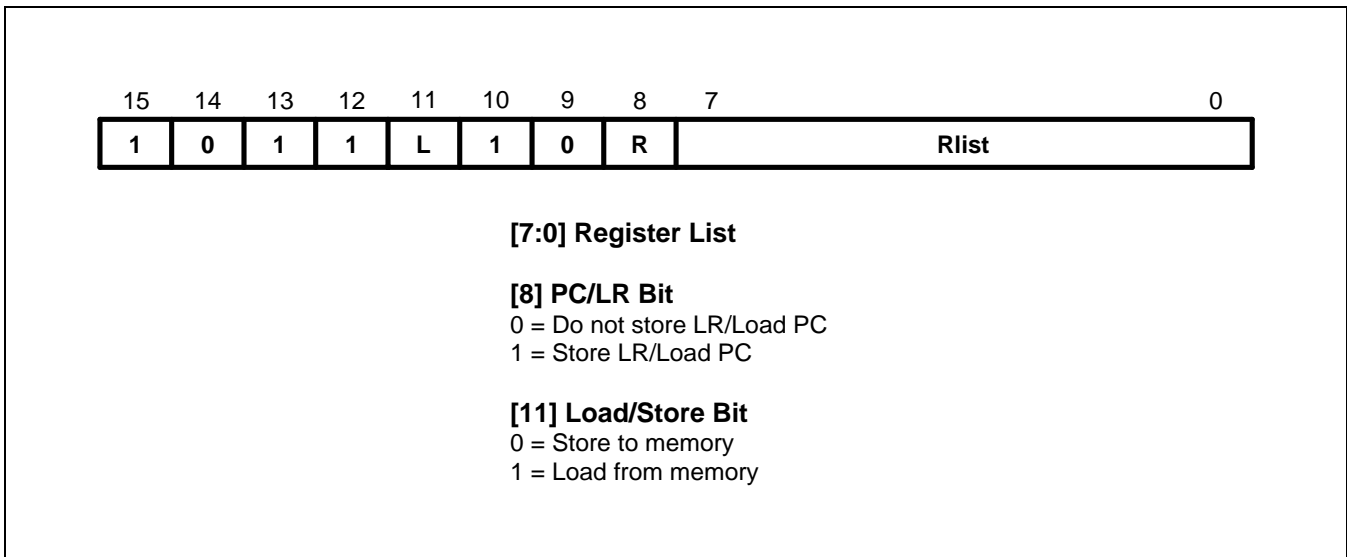 15 14 13 12 11 10 9 8 7 0
1 0 1 1 L 1 0 R Rlist
[7:0] Register List
[8] PC/LR Bit
0 = Do not store LR/Load PC
1 = Store LR/Load PC
[11] Load/Store Bit
0 = Store to memory
1 = Load from memory